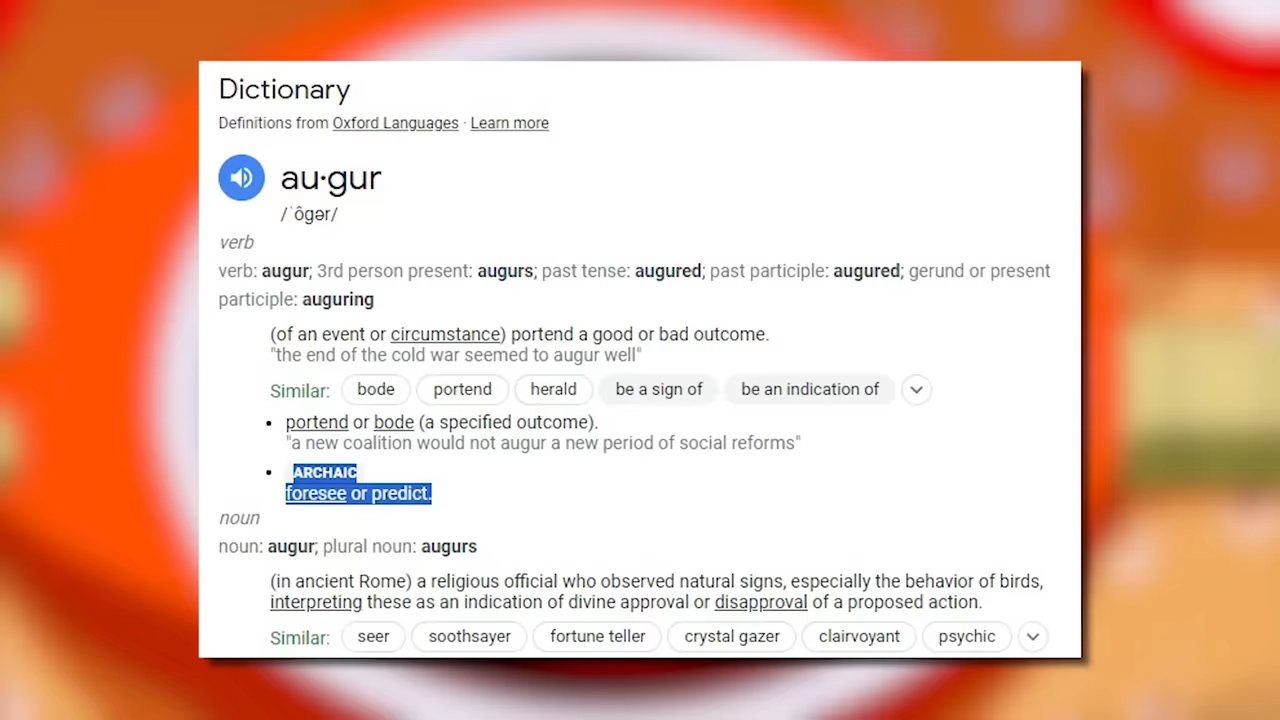 Dictionary
Definitions from Oxford Languages · Learn more
au·gur
/ˈôɡər/
verb
verb: augur; 3rd person present: augurs; past tense: augured; past participle: augured; gerund or present
participle: auguring
(of an event or circumstance) portend a good or bad outcome.
"the end of the cold war seemed to augur well"
Similar: bode portend herald be a sign of be an indication of
• portend or bode (a specified outcome).
"a new coalition would not augur a new period of social reforms"
• ARCHAIC
foresee or predict.
noun
noun: augur; plural noun: augurs
(in ancient Rome) a religious official who observed natural signs, especially the behavior of birds,
interpreting these as an indication of divine approval or disapproval of a proposed action.
Similar: seer soothsayer fortune teller crystal gazer clairvoyant psychic